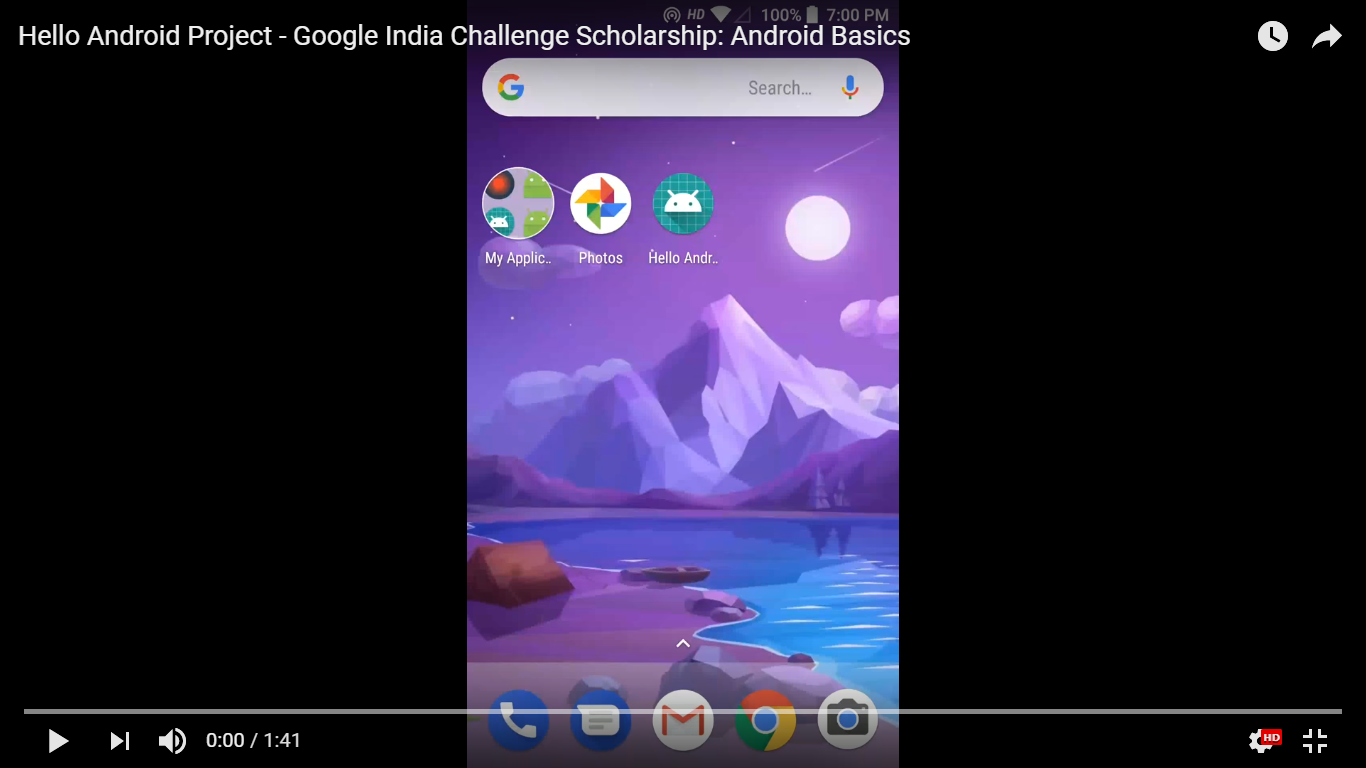 HD 100% 7:00 PM
Hello Android Project - Google India Challenge Scholarship: Android Basics
Search...
My Applic.. Photos Hello Andr..
0:00 / 1:41 HD